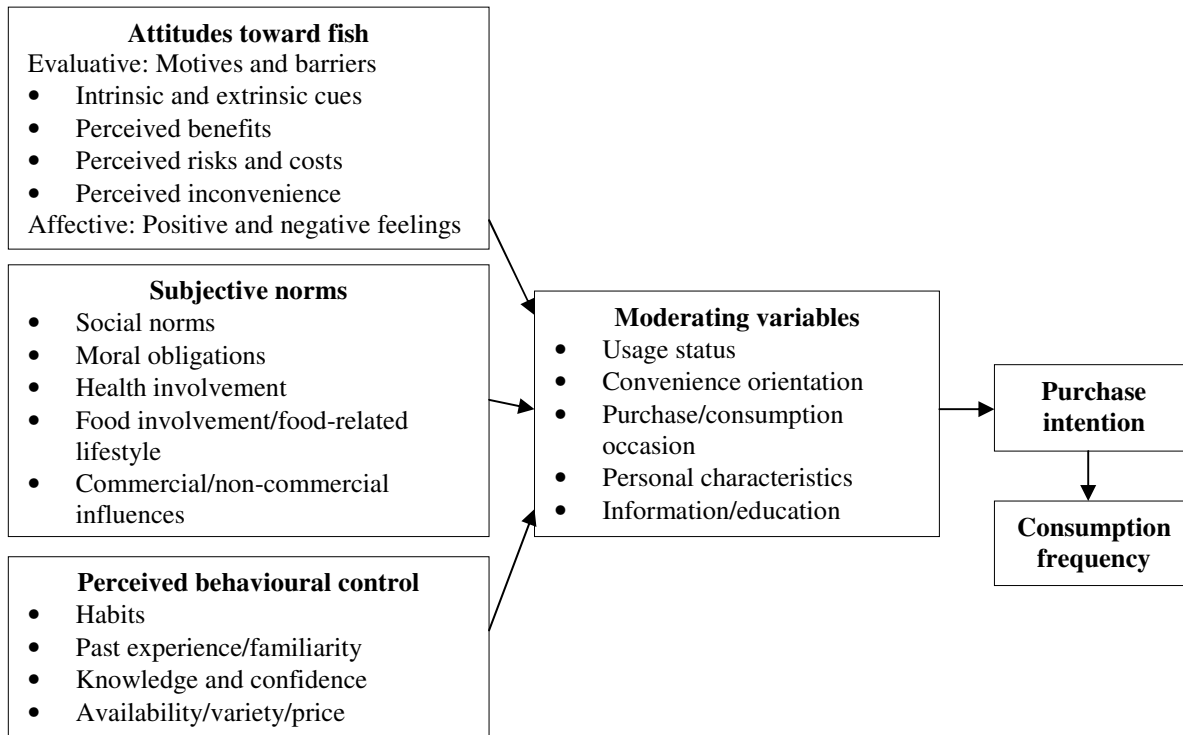 Attitudes toward fish
Evaluative: Motives and barriers
• Intrinsic and extrinsic cues
• Perceived benefits
• Perceived risks and costs
• Perceived inconvenience
Affective: Positive and negative feelings
Subjective norms
• Social norms
• Moral obligations
• Health involvement
• Food involvement/food-related
lifestyle
• Commercial/non-commercial
influences
Perceived behavioural control
• Habits
• Past experience/familiarity
• Knowledge and confidence
• Availability/variety/price
Moderating variables
• Usage status
• Convenience orientation
• Purchase/consumption
occasion
• Personal characteristics
• Information/education
Purchase
intention
Consumption
frequency